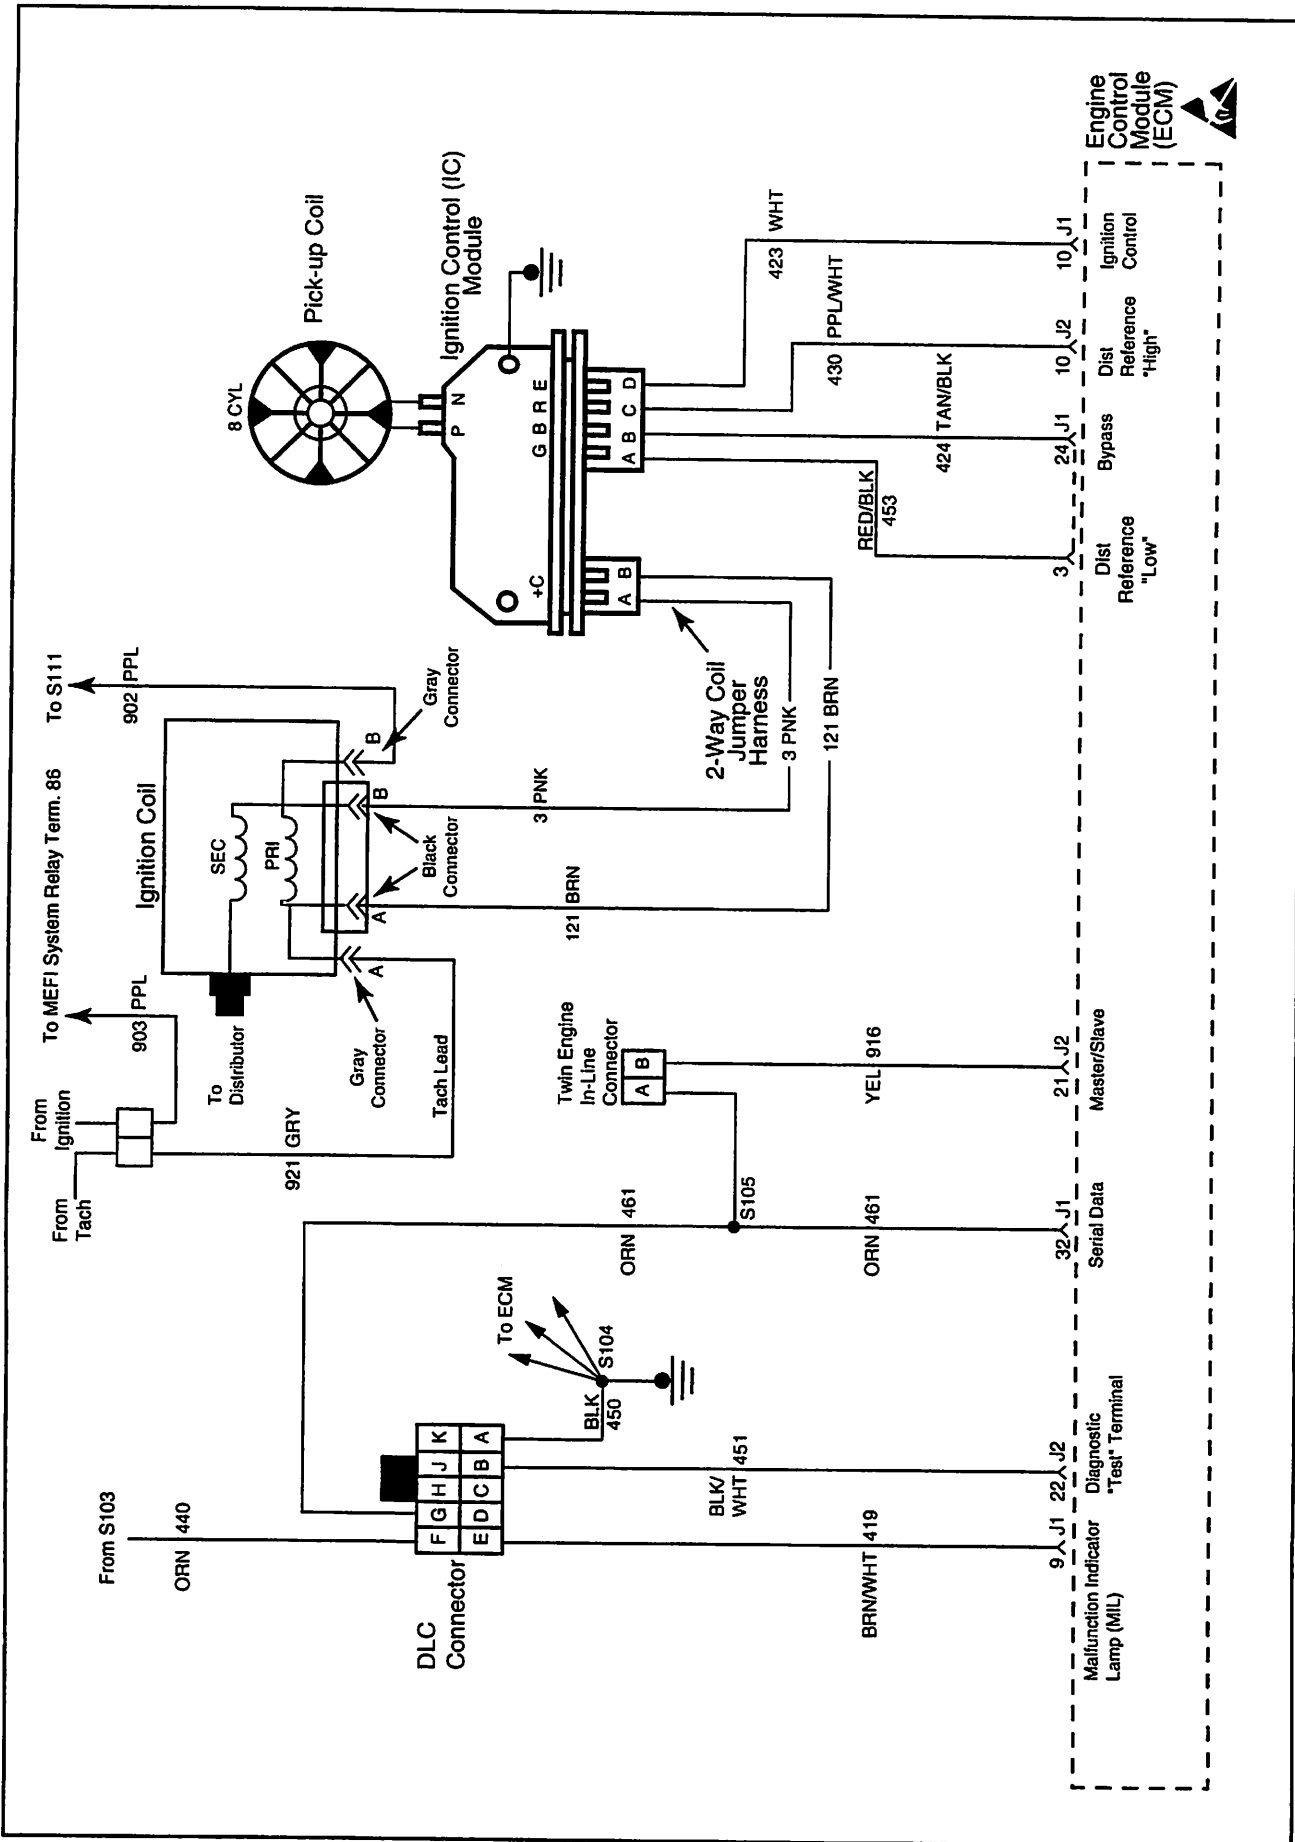 From S103
ORN 440
DLC
Connector
F G H J K
E D C B A
BLK
450
S104
To ECM
BLK/
WHT 451
BRN/WHT 419
ORN 461
S105
ORN 461
Twin Engine
In-Line
Connector
A B
YEL 916
From
Tach
From
Ignition
To MEFI System Relay Term. 86
903 PPL
921 GRY
Tach Lead
To
Distributor
Ignition Coil
SEC
PRI
To S111
902 PPL
A
A
B
B
Gray
Connector
Black
Connector
Gray
Connector
121 BRN
3 PNK
2-Way Coil
Jumper
Harness
3 PNK
121 BRN
8 CYL
Pick-up Coil
P N
Ignition Control (IC)
Module
+C
G B R E
A B
A B C D
RED/BLK
453
424 TAN/BLK
430 PPL/WHT
423 WHT
9 J1
22 J2
32 J1
21 J2
3
24 J1
10 J2
10 J1
Malfunction Indicator
Lamp (MIL)
Diagnostic
"Test" Terminal
Serial Data
Master/Slave
Dist
Reference
"Low"
Bypass
Dist
Reference
"High"
Ignition
Control
Engine
Control
Module
(ECM)